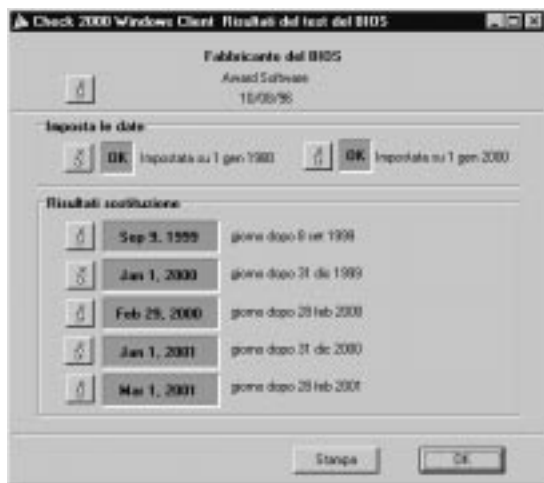 Check 2000 Windows Client Risultati del test del BIOS
Fabbricante del BIOS
Award Software
10/08/96
Imposta le date
OK Impostata su 1 gen 1980 OK Impostata su 1 gen 2000
Risultati sostituzione
Sep 9, 1999 giorno dopo 8 set 1999
Jan 1, 2000 giorno dopo 31 dic 1999
Feb 29, 2000 giorno dopo 28 feb 2000
Jan 1, 2001 giorno dopo 31 dic 2000
Mar 1, 2001 giorno dopo 28 feb 2001
Stampa OK